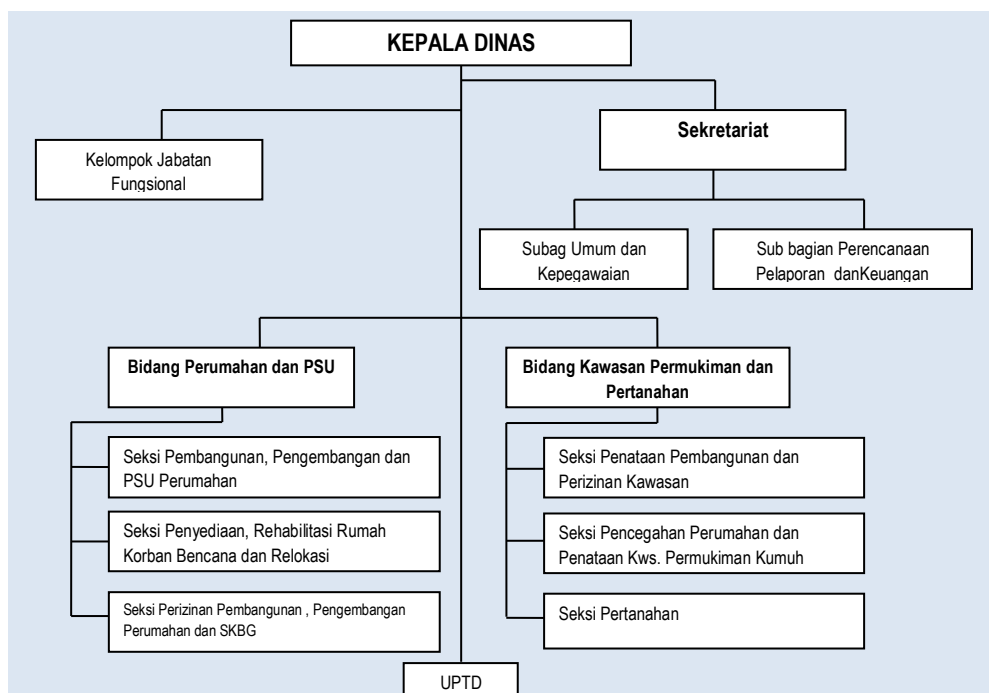 KEPALA DINAS
Sekretariat
Kelompok Jabatan
Fungsional
Subag Umum dan
Kepegawaian
Sub bagian Perencanaan
Pelaporan danKeuangan
Bidang Perumahan dan PSU
Seksi Pembangunan, Pengembangan dan
PSU Perumahan
Seksi Penyediaan, Rehabilitasi Rumah
Korban Bencana dan Relokasi
Seksi Perizinan Pembangunan , Pengembangan
Perumahan dan SKBG
Bidang Kawasan Permukiman dan
Pertanahan
Seksi Penataan Pembangunan dan
Perizinan Kawasan
Seksi Pencegahan Perumahan dan
Penataan Kws. Permukiman Kumuh
Seksi Pertanahan
UPTD